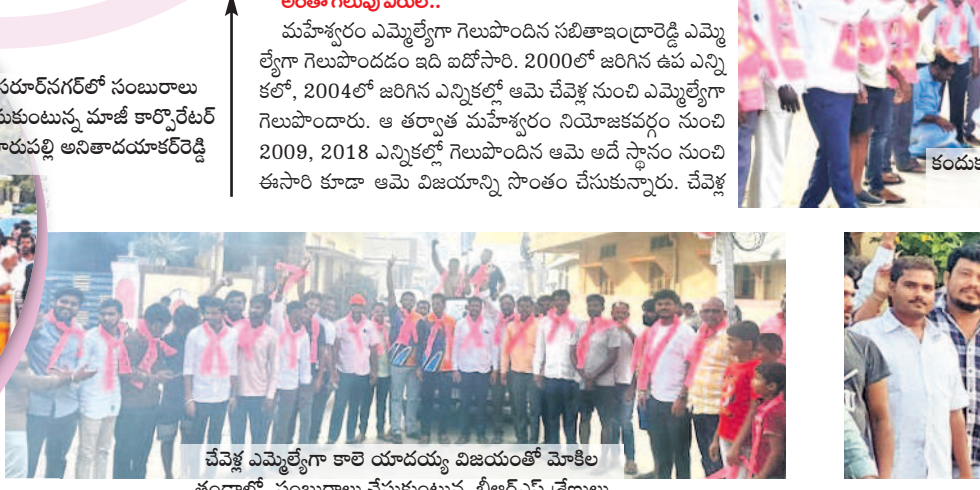 సరూర్‌నగర్‌లో సంబురాలు
మాజీ కార్పొరేటర్
అనితాదయాకర్‌రెడ్డి
మహేశ్వరం ఎమ్మెల్యేగా గెలుపొందిన సబితాఇంద్రారెడ్డి ఎమ్మె
ల్యేగా గెలుపొందడం ఇది ఐదోసారి. 2000లో జరిగిన ఉప ఎన్ని
కలో, 2004లో జరిగిన ఎన్నికల్లో ఆమె చేవెళ్ల నుంచి ఎమ్మెల్యేగా
గెలుపొందారు. ఆ తర్వాత మహేశ్వరం నియోజకవర్గం నుంచి
2009, 2018 ఎన్నికల్లో గెలుపొందిన ఆమె అదే స్థానం నుంచి
ఈసారి కూడా ఆమె విజయాన్ని సొంతం చేసుకున్నారు. చేవెళ్ల
చేవెళ్ల ఎమ్మెల్యేగా కాలె యాదయ్య విజయంతో మోకిల